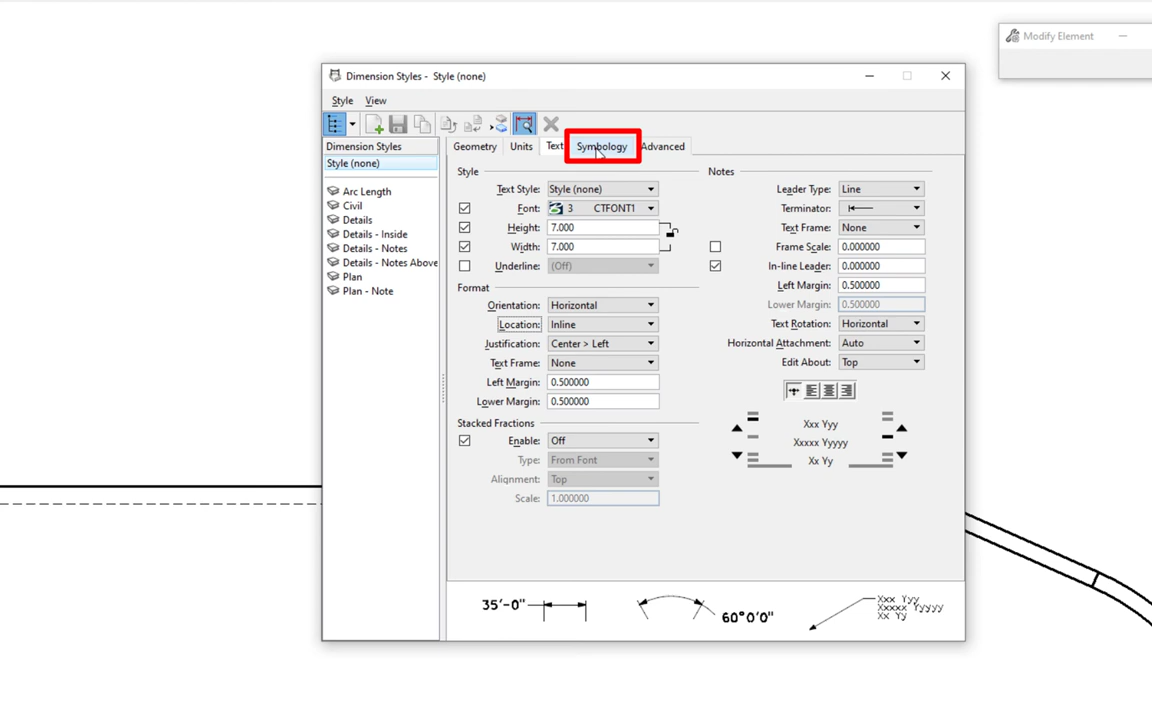 Modify Element
Dimension Styles - Style (none)
Style View
Dimension Styles
Style (none)
Arc Length
Civil
Details
Details - Inside
Details - Notes
Details - Notes Above
Plan
Plan - Note
Geometry Units Text Symbology Advanced
Style
Text Style: Style (none)
Font: 3 CTFONT1
Height: 7.000
Width: 7.000
Underline: (Off)
Format
Orientation: Horizontal
Location: Inline
Justification: Center > Left
Text Frame: None
Left Margin: 0.500000
Lower Margin: 0.500000
Stacked Fractions
Enable: Off
Type: From Font
Alignment: Top
Scale: 1.000000
Notes
Leader Type: Line
Terminator:
Text Frame: None
Frame Scale: 0.000000
In-line Leader: 0.000000
Left Margin: 0.500000
Lower Margin: 0.500000
Text Rotation: Horizontal
Horizontal Attachment: Auto
Edit About: Top
Xxx Yyy
Xxxxx Yyyyy
Xx Yy
35'-0"
60°0'0"
Xxx Yyy
Xxxxx Yyyyy
Xx Yy